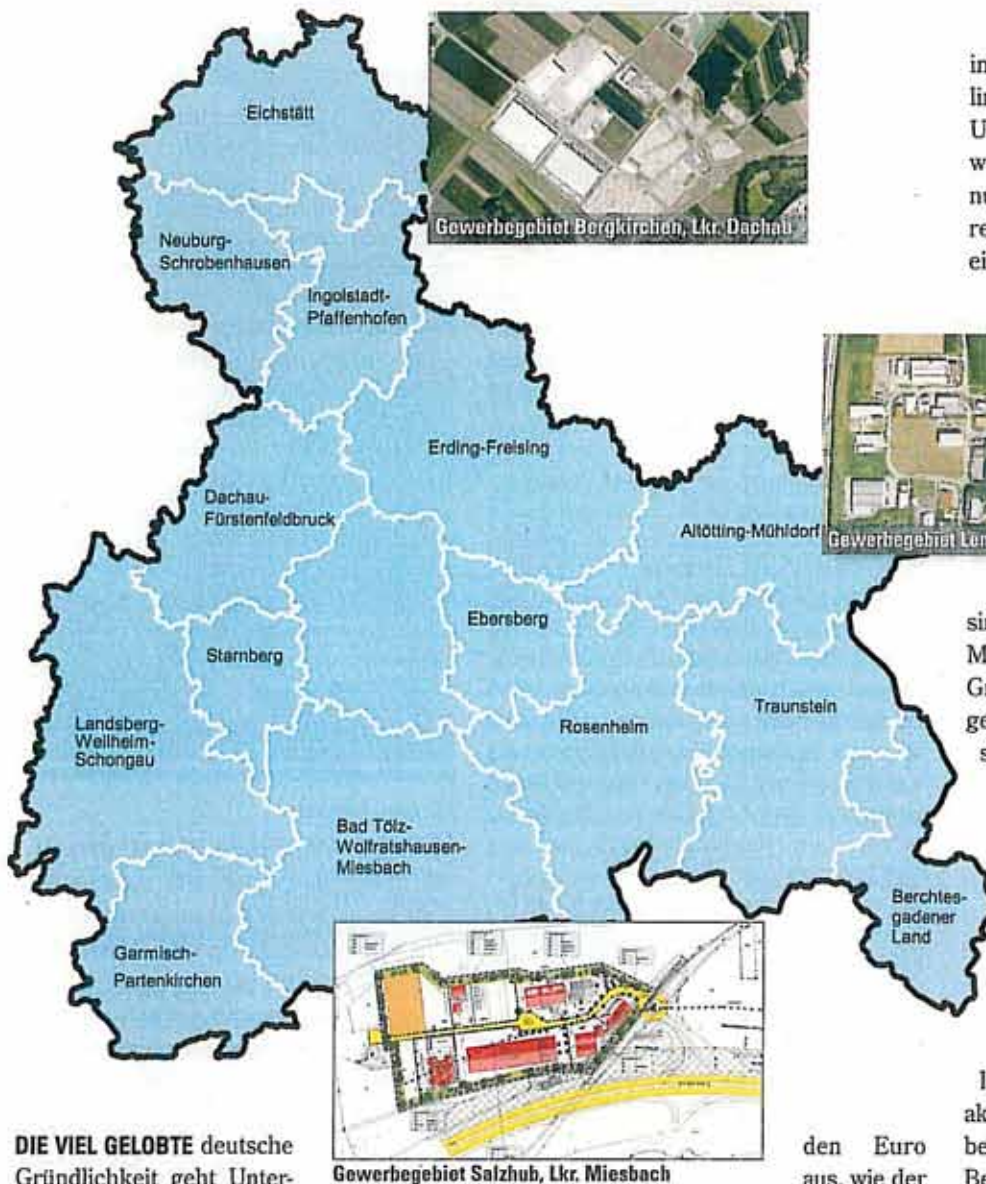 Eichstätt
Gewerbegebiet Bergkirchen, Lkr. Dachau
Neuburg-
Schrobenhausen
Ingolstadt-
Pfaffenhofen
Erding-Freising
Dachau-
Fürstenfeldbruck
Altötting-Mühldorf
Gewerbegebiet
Ebersberg
Starnberg
Landsberg-
Weilheim-
Schongau
Rosenheim
Traunstein
Bad Tölz-
Wolfratshausen-
Miesbach
Berchtes-
gadener
Land
Garmisch-
Partenkirchen
Gewerbegebiet Salzhub, Lkr. Miesbach
DIE VIEL GELOBTE deutsche
Gründlichkeit geht Unter-
den Euro
aus, wie der